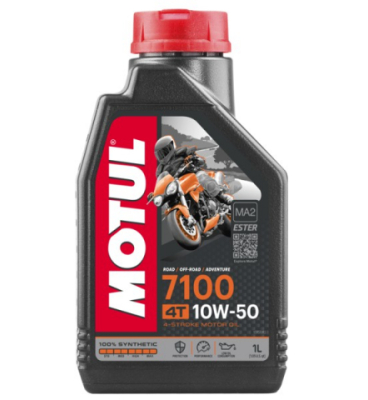 MOTUL
MA2
ESTER
ROAD / OFF-ROAD / ADVENTURE
7100
4T 10W-50
4-STROKE MOTOR OIL
100% SYNTHETIC
1L